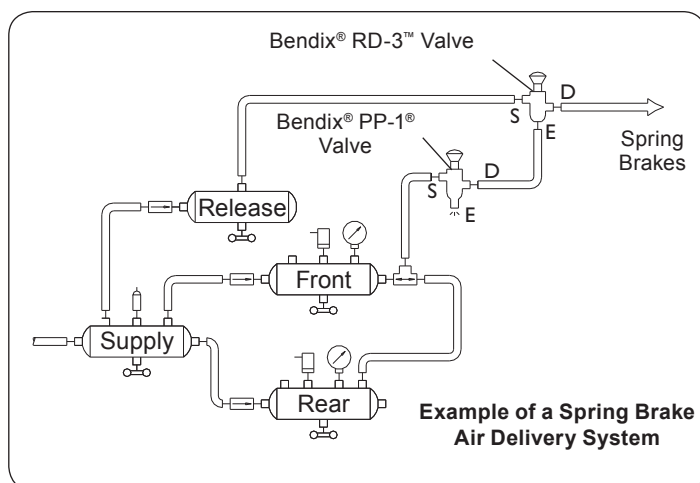 Bendix® RD-3™ Valve
D
S
E
Bendix® PP-1®
Valve
Spring
Brakes
D
S
E
Release
Front
Supply
Rear
Example of a Spring Brake
Air Delivery System